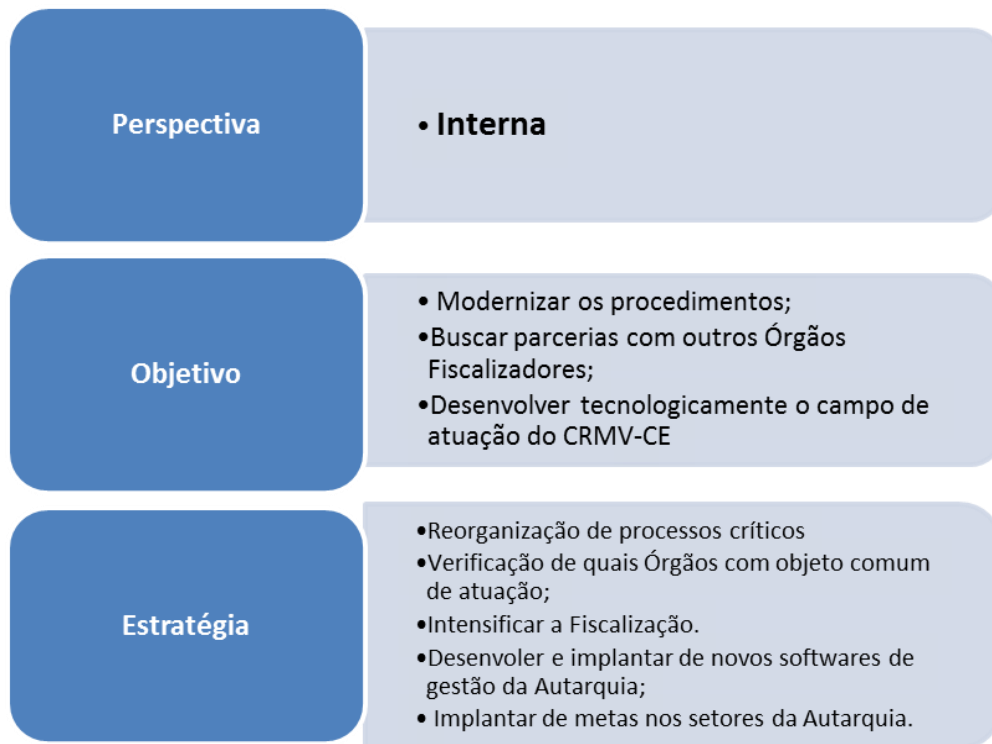 Perspectiva
• Interna
Objetivo
• Modernizar os procedimentos;
•Buscar parcerias com outros Órgãos
Fiscalizadores;
•Desenvolver tecnologicamente o campo de
atuação do CRMV-CE
Estratégia
•Reorganização de processos críticos
•Verificação de quais Órgãos com objeto comum
de atuação;
•Intensificar a Fiscalização.
•Desenvoler e implantar de novos softwares de
gestão da Autarquia;
• Implantar de metas nos setores da Autarquia.